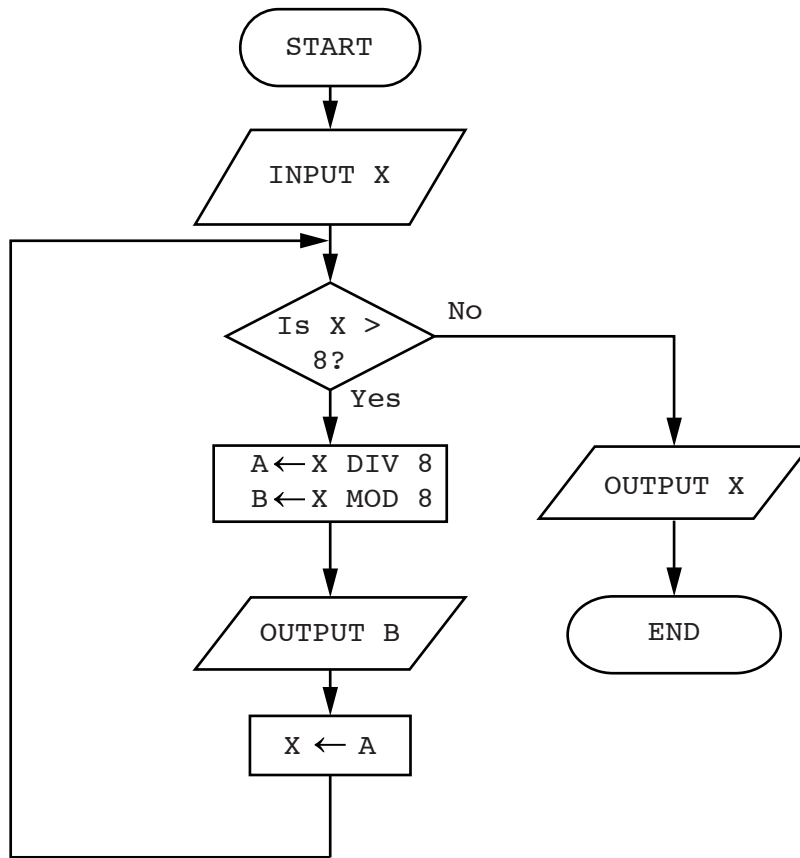 START
INPUT X
Is X >
8?
No
Yes
A ← X DIV 8
B ← X MOD 8
OUTPUT X
OUTPUT B
END
X ← A